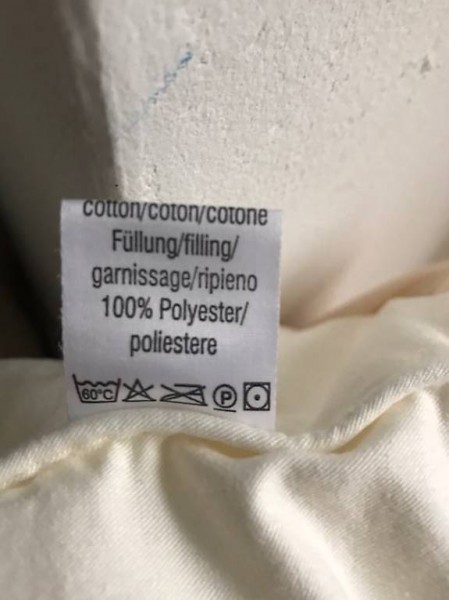 cotton/coton/cotone
Füllung/filling/
garnissage/ripieno
100% Polyester/
poliestere
60°C P